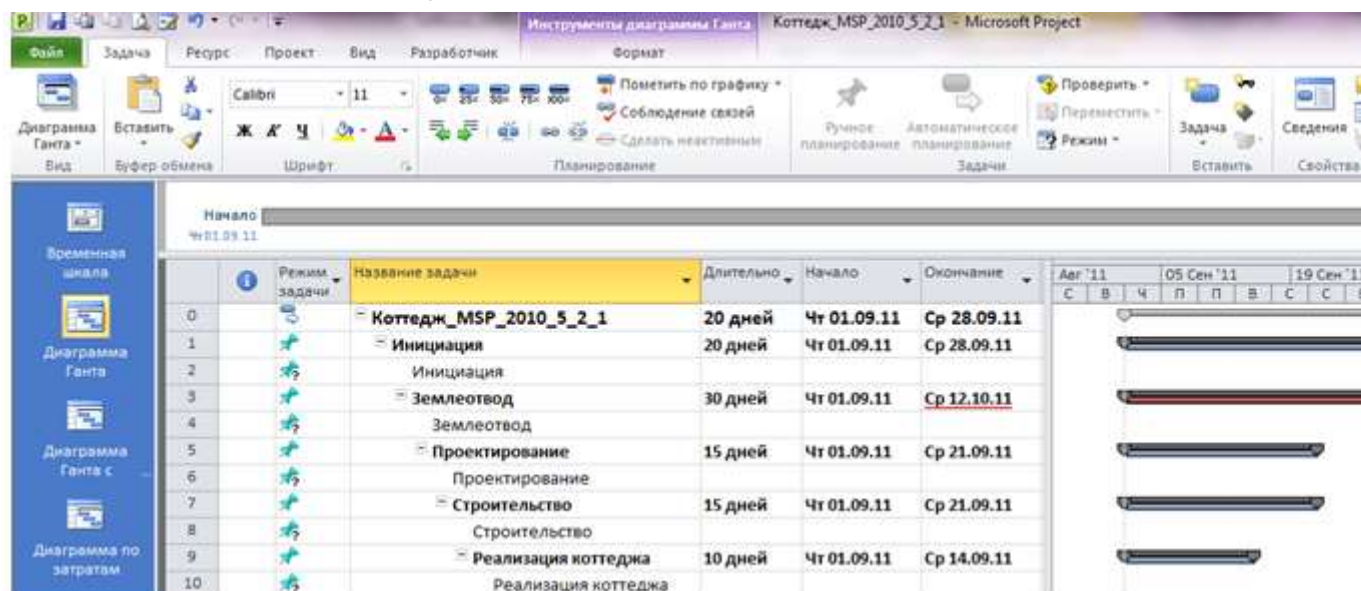 Инструменты диаграммы Ганта Коттедж_MSP_2010_5_2_1 - Microsoft Project
Файл Задача Ресурс Проект Вид Разработчик Формат
Диаграмма Ганта
Вставить
Calibri 11
Ж К Ч
0% 25% 50% 75% 100%
Пометить по графику
Соблюдение связей
Сделать неактивным
Ручное планирование
Автоматическое планирование
Проверить
Переместить
Режим
Задача
Сведения
Вид Буфер обмена Шрифт Планирование Задачи Вставить Свойства
Начало
Чт 01.09.11
Временная шкала
Диаграмма Ганта
Диаграмма Ганта с ...
Диаграмма по затратам
Режим задачи Название задачи Длительно Начало Окончание Авг '11 05 Сен '11 19 Сен '1
С В Ч П П В С С
0 Коттедж_MSP_2010_5_2_1 20 дней Чт 01.09.11 Ср 28.09.11
1 Инициация 20 дней Чт 01.09.11 Ср 28.09.11
2 Инициация
3 Землеотвод 30 дней Чт 01.09.11 Ср 12.10.11
4 Землеотвод
5 Проектирование 15 дней Чт 01.09.11 Ср 21.09.11
6 Проектирование
7 Строительство 15 дней Чт 01.09.11 Ср 21.09.11
8 Строительство
9 Реализация коттеджа 10 дней Чт 01.09.11 Ср 14.09.11
10 Реализация коттеджа